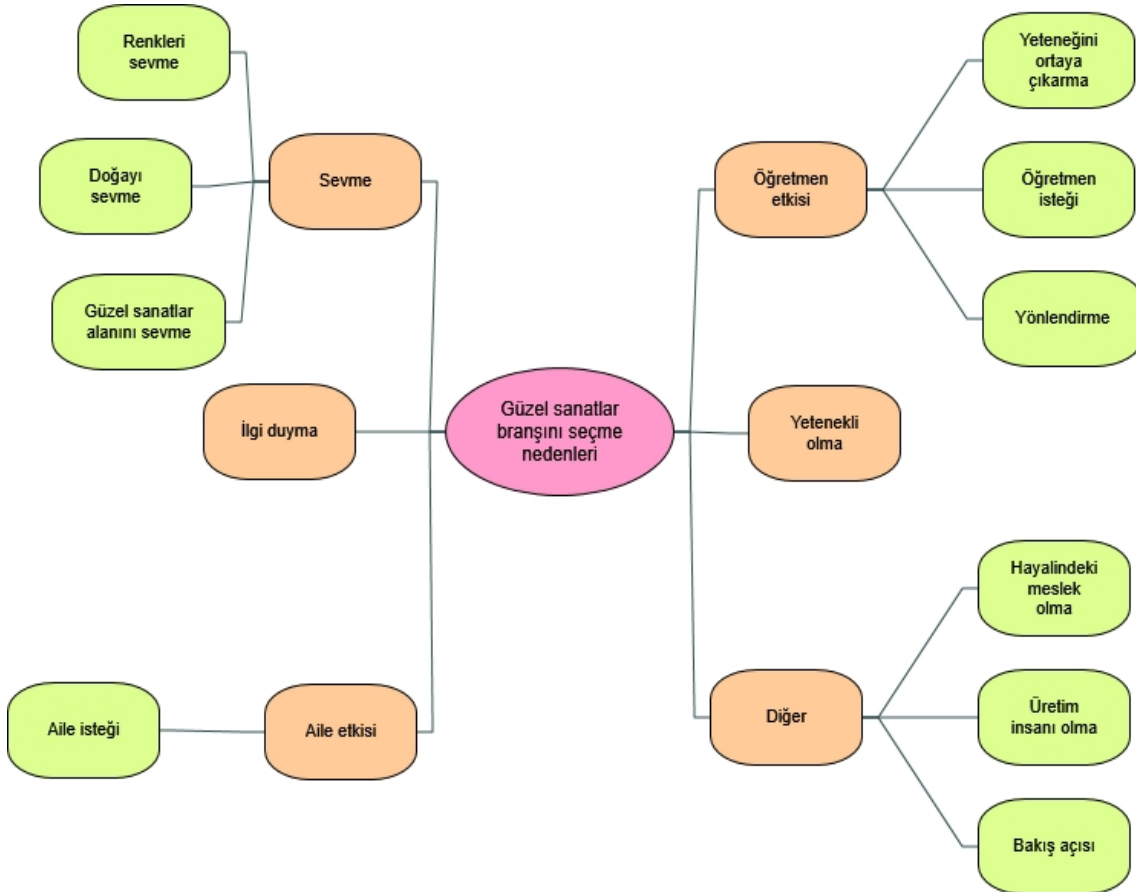 Renkleri
sevme
Doğayı
sevme
Güzel sanatlar
alanını sevme
Sevme
İlgi duyma
Aile isteği
Aile etkisi
Güzel sanatlar
branşını seçme
nedenleri
Öğretmen
etkisi
Yeteneğini
ortaya
çıkarma
Öğretmen
isteği
Yönlendirme
Yetenekli
olma
Diğer
Hayalindeki
meslek
olma
Üretim
insanı olma
Bakış açısı